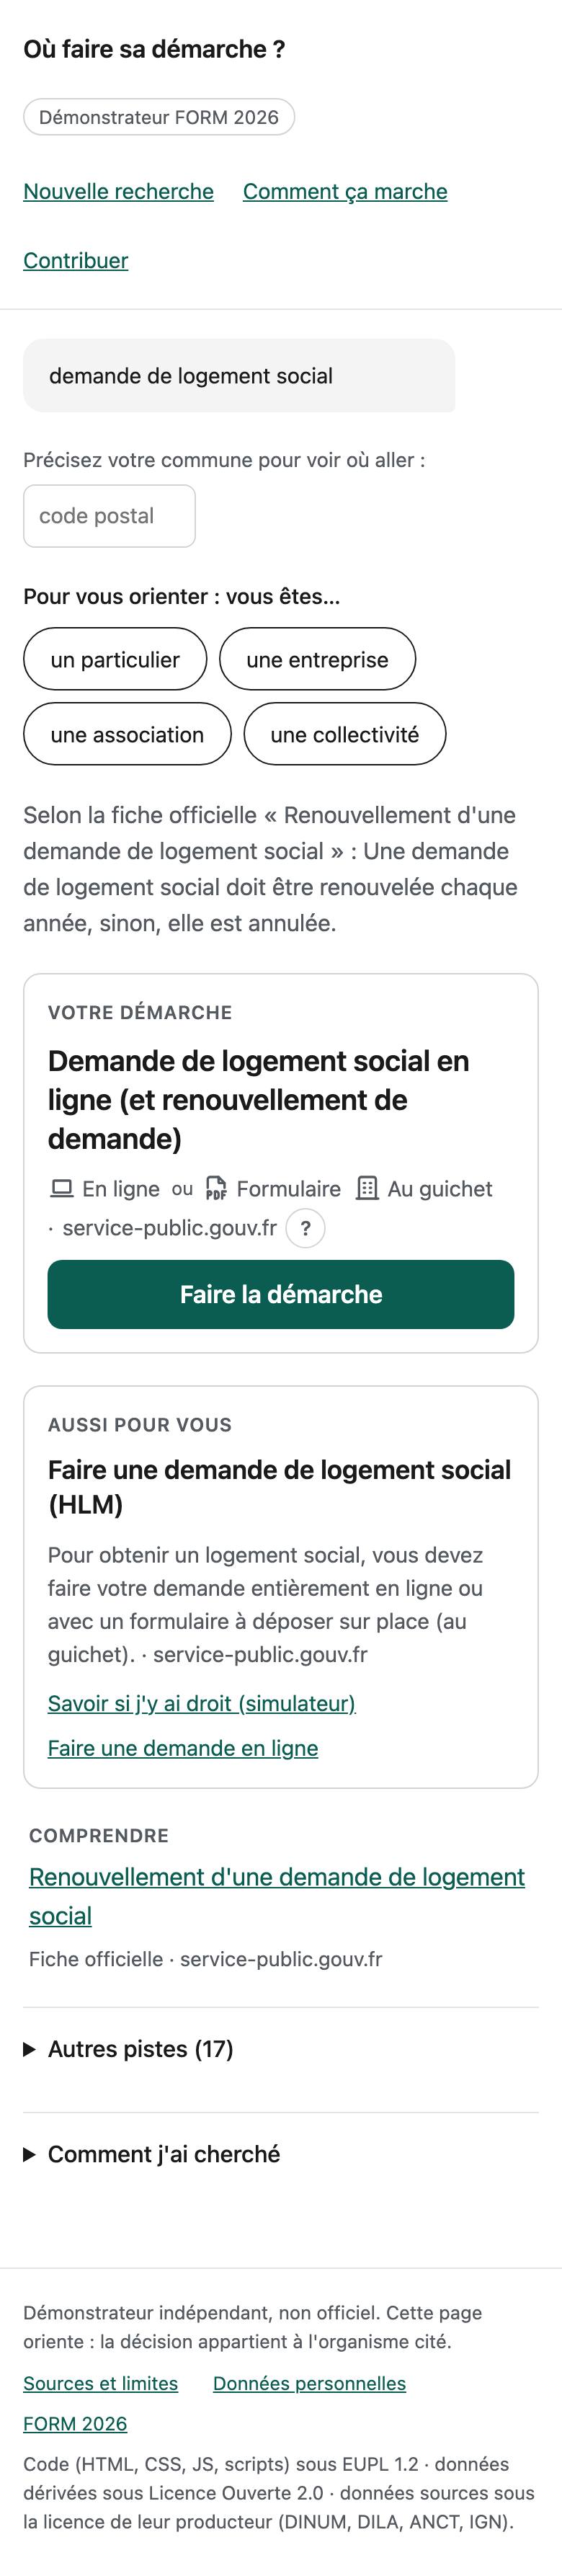 Où faire sa démarche ?
Démonstrateur FORM 2026
Nouvelle recherche Comment ça marche
Contribuer
demande de logement social
Précisez votre commune pour voir où aller :
code postal
Pour vous orienter : vous êtes…
un particulier une entreprise
une association une collectivité
Selon la fiche officielle « Renouvellement d'une
demande de logement social » : Une demande
de logement social doit être renouvelée chaque
année, sinon, elle est annulée.
VOTRE DÉMARCHE
Demande de logement social en
ligne (et renouvellement de
demande)
En ligne ou PDF Formulaire Au guichet
· service-public.gouv.fr ?
Faire la démarche
AUSSI POUR VOUS
Faire une demande de logement social
(HLM)
Pour obtenir un logement social, vous devez
faire votre demande entièrement en ligne ou
avec un formulaire à déposer sur place (au
guichet). · service-public.gouv.fr
Savoir si j'y ai droit (simulateur)
Faire une demande en ligne
COMPRENDRE
Renouvellement d'une demande de logement
social
Fiche officielle · service-public.gouv.fr
Autres pistes (17)
Comment j'ai cherché
Démonstrateur indépendant, non officiel. Cette page
oriente : la décision appartient à l'organisme cité.
Sources et limites Données personnelles
FORM 2026
Code (HTML, CSS, JS, scripts) sous EUPL 1.2 · données
dérivées sous Licence Ouverte 2.0 · données sources sous
la licence de leur producteur (DINUM, DILA, ANCT, IGN).